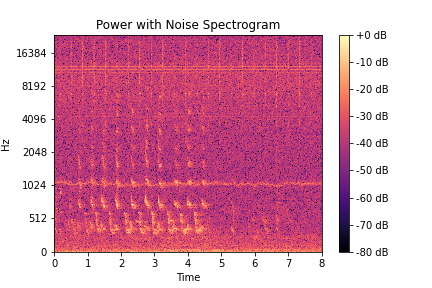 Power with Noise Spectrogram
+0 dB
16384
-10 dB
8192
-20 dB
4096
-30 dB
Hz
2048
-40 dB
1024
-50 dB
512
-60 dB
-70 dB
0
-80 dB
0 1 2 3 4 5 6 7 8
Time